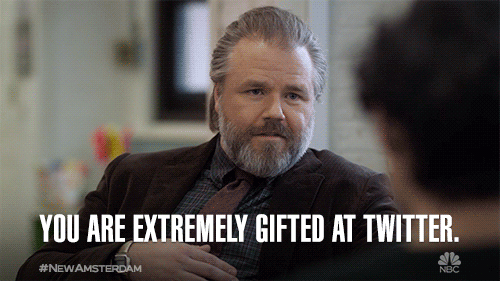 YOU ARE EXTREMELY GIFTED AT TWITTER.
#NEWAMSTERDAM
NBC